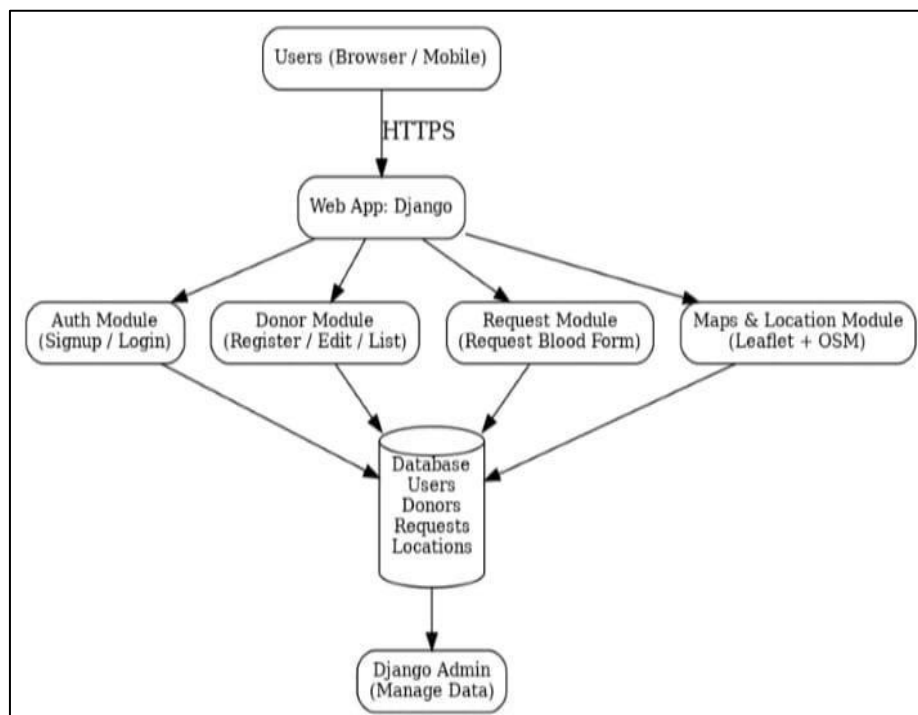 Users (Browser / Mobile)
HTTPS
Web App: Django
Auth Module
(Signup / Login)
Donor Module
(Register / Edit / List)
Request Module
(Request Blood Form)
Maps & Location Module
(Leaflet + OSM)
Database
Users
Donors
Requests
Locations
Django Admin
(Manage Data)